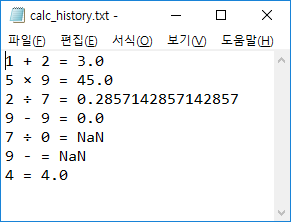 calc_history.txt -
파일(F) 편집(E) 서식(O) 보기(V) 도움말(H)
1 + 2 = 3.0
5 × 9 = 45.0
2 ÷ 7 = 0.2857142857142857
9 - 9 = 0.0
7 ÷ 0 = NaN
9 - = NaN
4 = 4.0